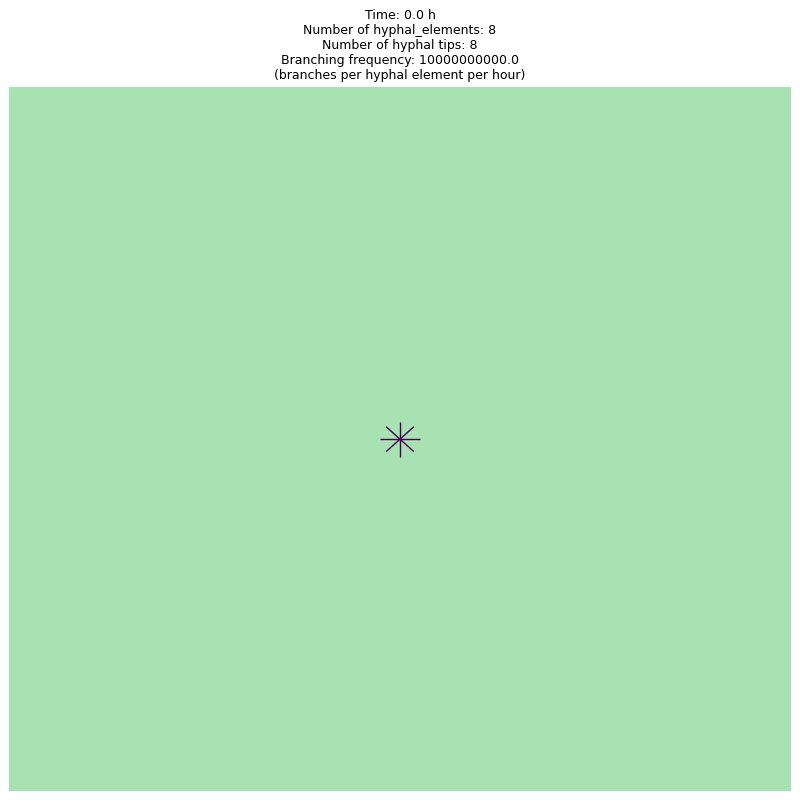 Time: 0.0 h
Number of hyphal_elements: 8
Number of hyphal tips: 8
Branching frequency: 10000000000.0
(branches per hyphal element per hour)